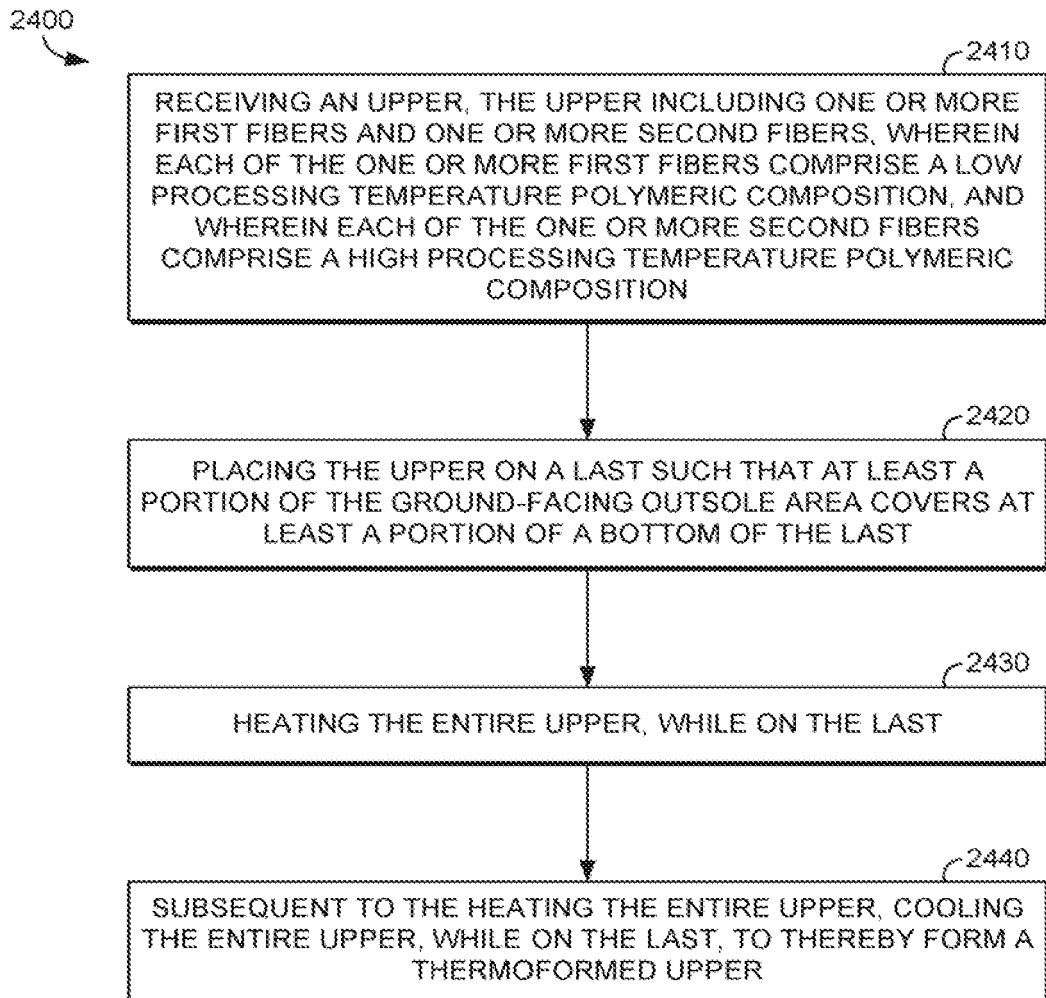 2400
2410
RECEIVING AN UPPER, THE UPPER INCLUDING ONE OR MORE
FIRST FIBERS AND ONE OR MORE SECOND FIBERS, WHEREIN
EACH OF THE ONE OR MORE FIRST FIBERS COMPRISE A LOW
PROCESSING TEMPERATURE POLYMERIC COMPOSITION, AND
WHEREIN EACH OF THE ONE OR MORE SECOND FIBERS
COMPRISE A HIGH PROCESSING TEMPERATURE POLYMERIC
COMPOSITION
2420
PLACING THE UPPER ON A LAST SUCH THAT AT LEAST A
PORTION OF THE GROUND-FACING OUTSOLE AREA COVERS AT
LEAST A PORTION OF A BOTTOM OF THE LAST
2430
HEATING THE ENTIRE UPPER, WHILE ON THE LAST
2440
SUBSEQUENT TO THE HEATING THE ENTIRE UPPER, COOLING
THE ENTIRE UPPER, WHILE ON THE LAST, TO THEREBY FORM A
THERMOFORMED UPPER